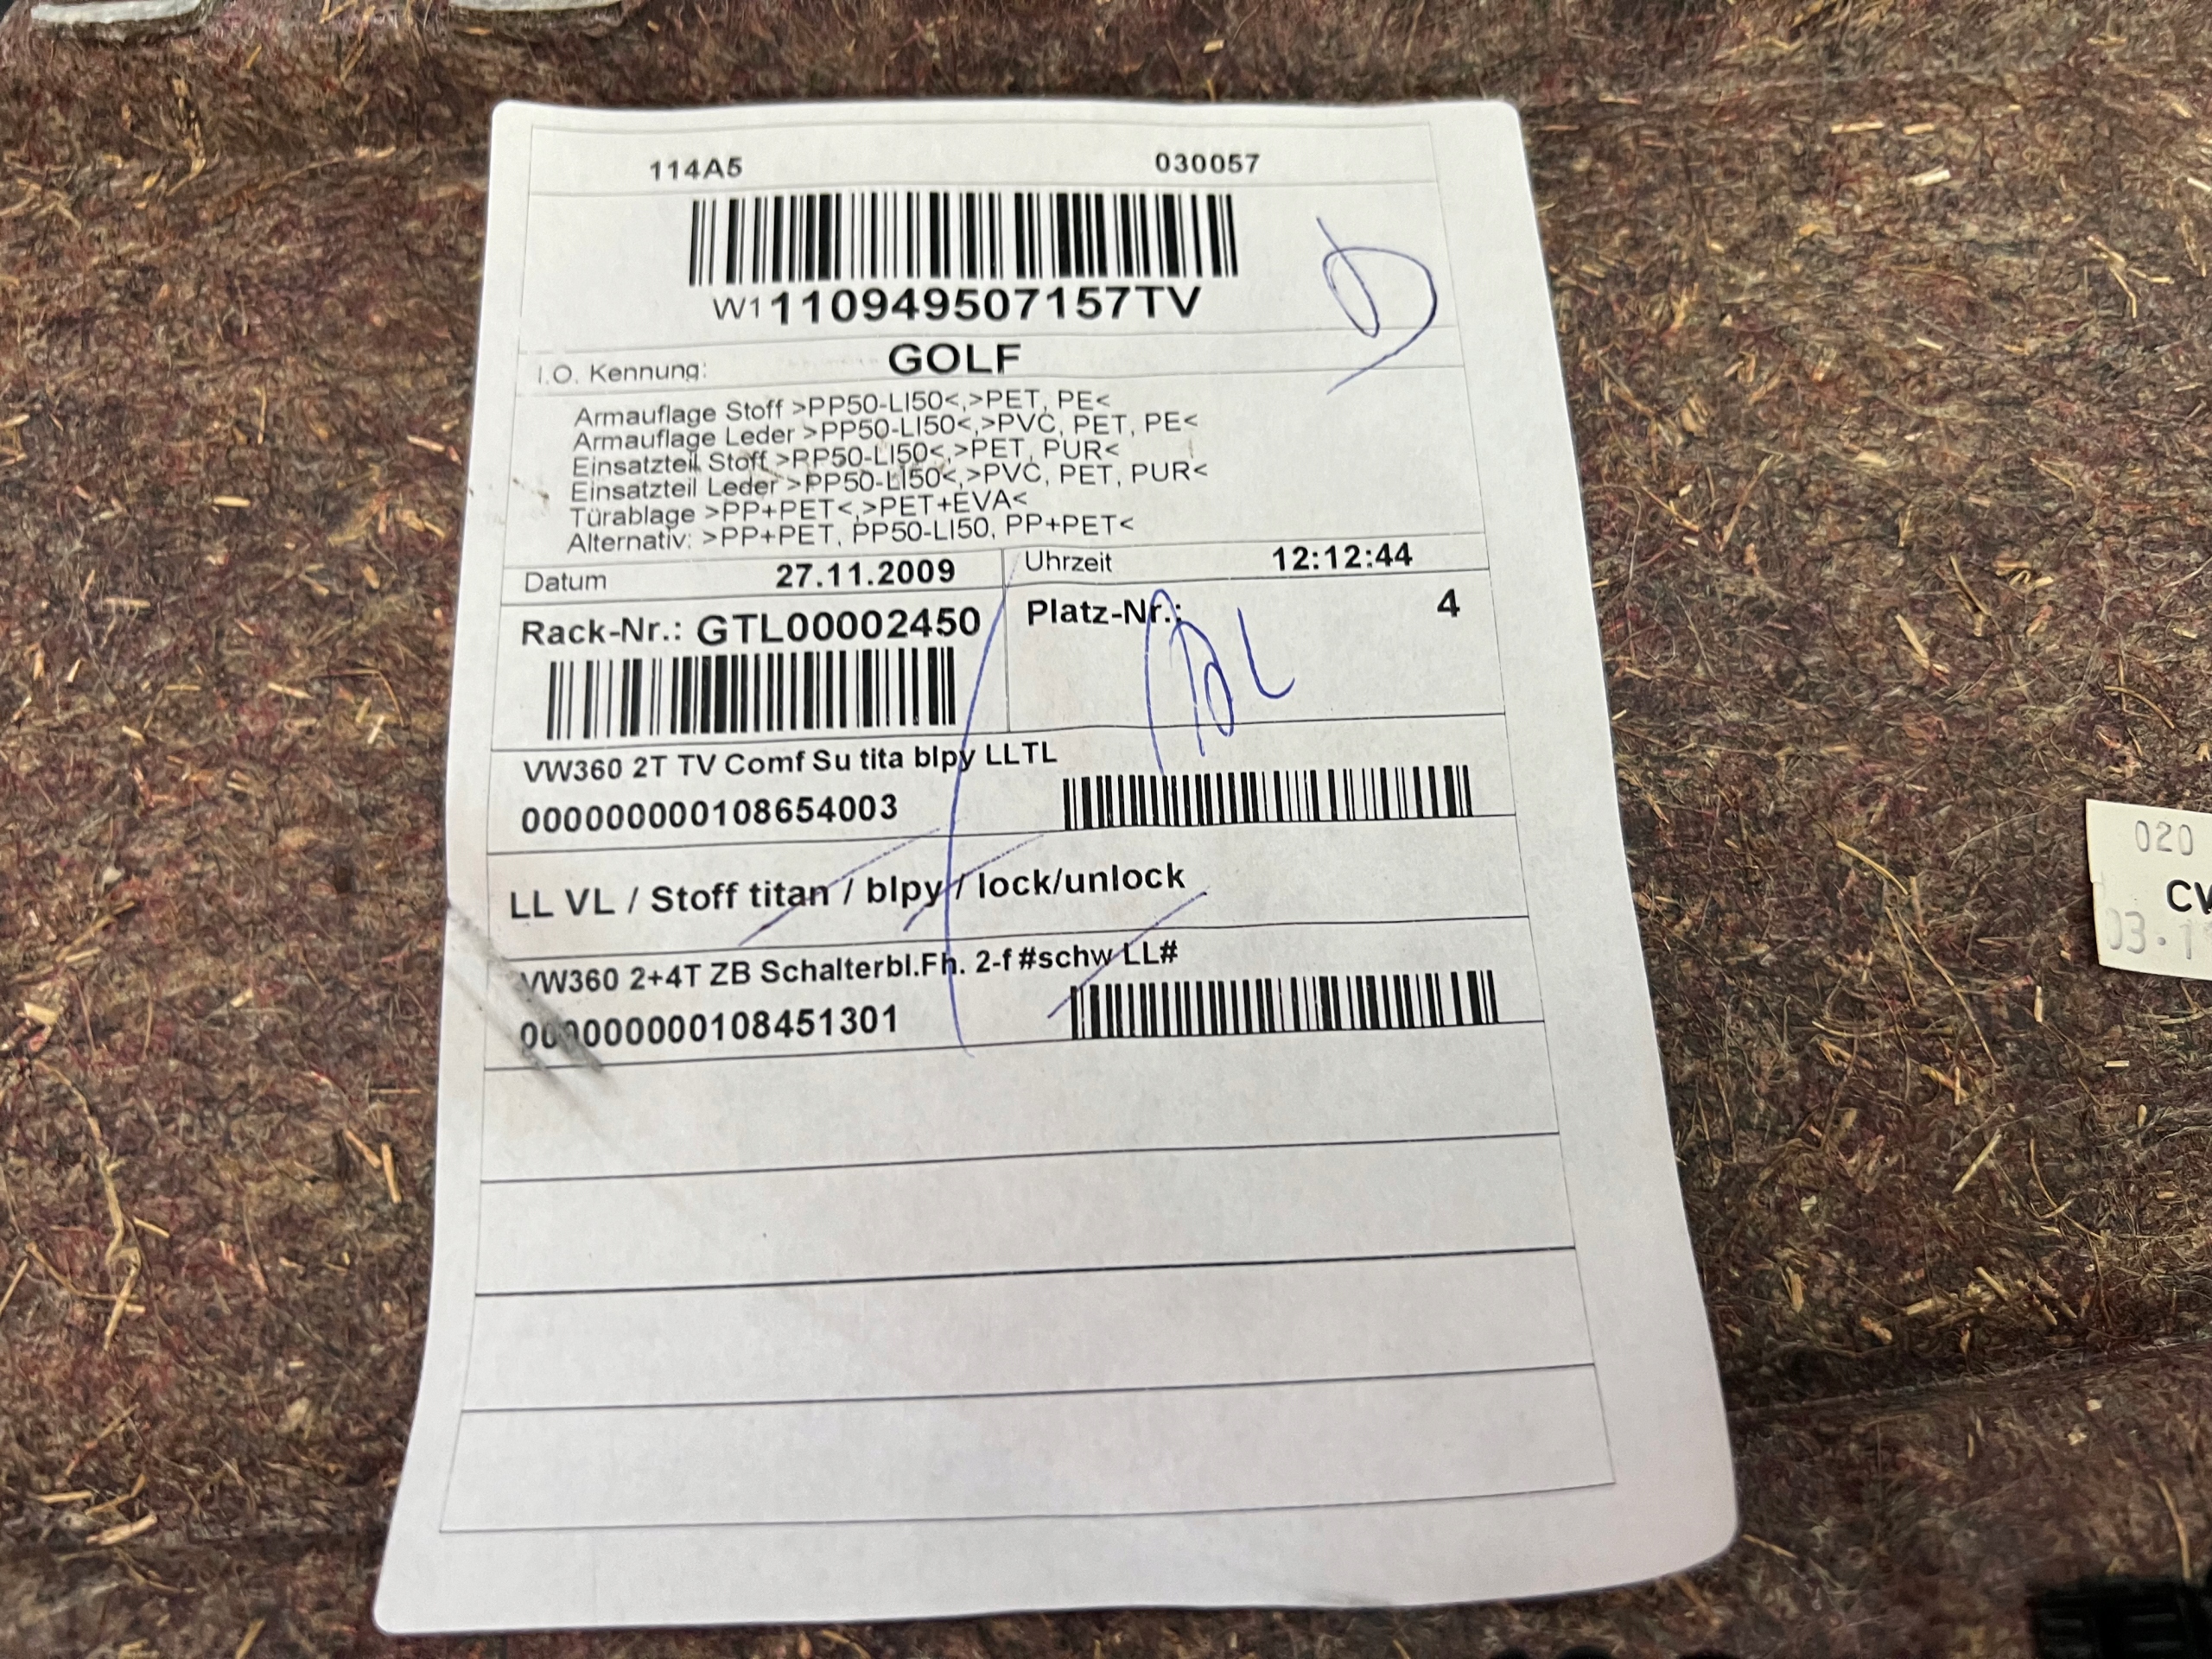 114A5 030057
W1110949507157TV
I.O. Kennung: GOLF
Armauflage Stoff >PP50-LI50<,>PET, PE<
Armauflage Leder >PP50-LI50<,>PVC, PET, PE<
Einsatzteil Stoff >PP50-LI50<,>PET, PUR<
Einsatzteil Leder >PP50-LI50<,>PVC, PET, PUR<
Türablage >PP+PET<,>PET+EVA<
Alternativ: >PP+PET, PP50-LI50, PP+PET<
Datum 27.11.2009 Uhrzeit 12:12:44
Rack-Nr.: GTL00002450 Platz-Nr.: 4
VW360 2T TV Comf Su tita blpy LLTL
000000000108654003
LL VL / Stoff titan / blpy / lock/unlock
VW360 2+4T ZB Schalterbl.Fh. 2-f #schw LL#
000000000108451301
020